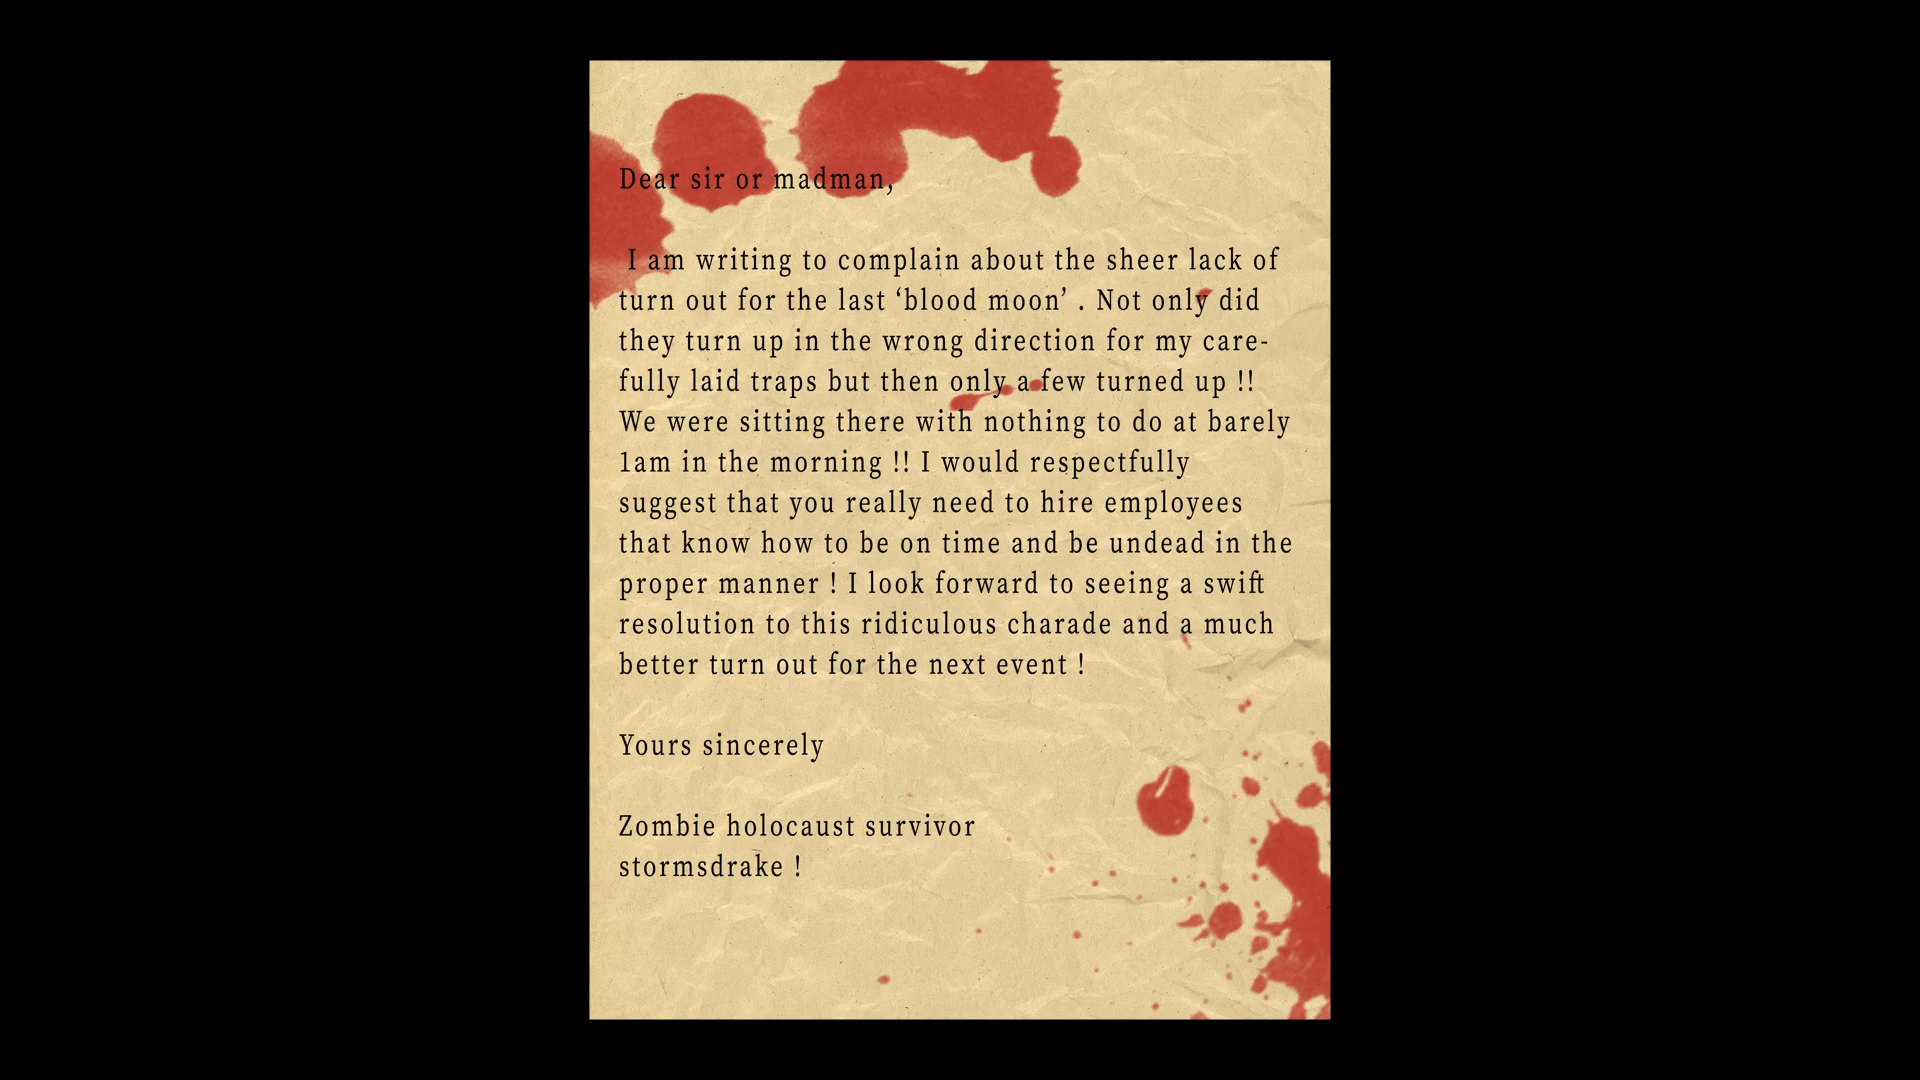 Dear sir or madman,
I am writing to complain about the sheer lack of
turn out for the last ‘blood moon’ . Not only did
they turn up in the wrong direction for my care-
fully laid traps but then only a few turned up !!
We were sitting there with nothing to do at barely
1am in the morning !! I would respectfully
suggest that you really need to hire employees
that know how to be on time and be undead in the
proper manner ! I look forward to seeing a swift
resolution to this ridiculous charade and a much
better turn out for the next event !
Yours sincerely
Zombie holocaust survivor
stormsdrake !